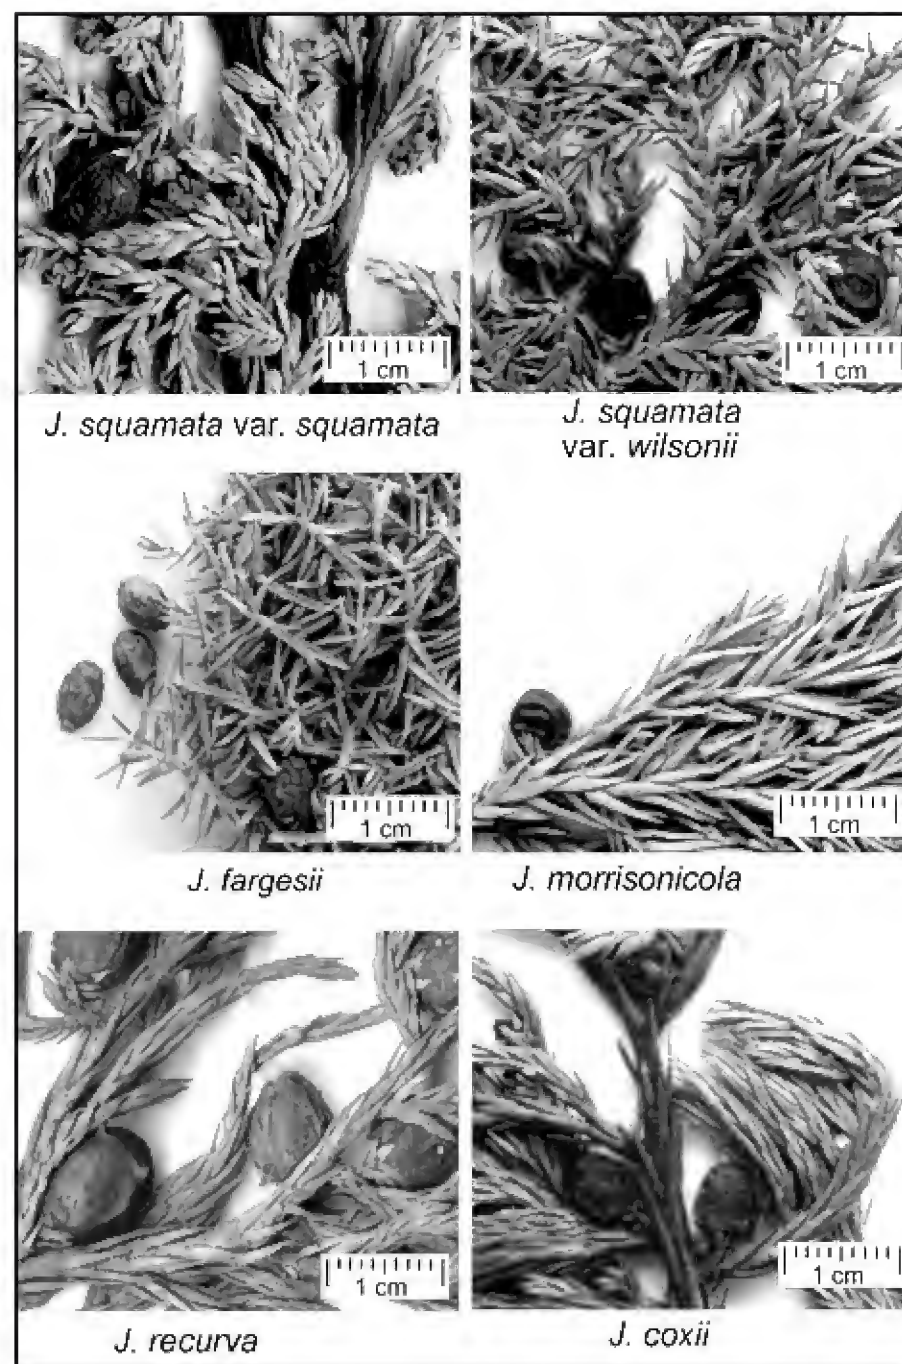 1 cm
1 cm
J. squamata var. squamata
J. squamata
var. wilsonii
1 cm
1 cm
J. fargesii
J. morrisonicola
1 cm
1 cm
J. recurva
J. coxii